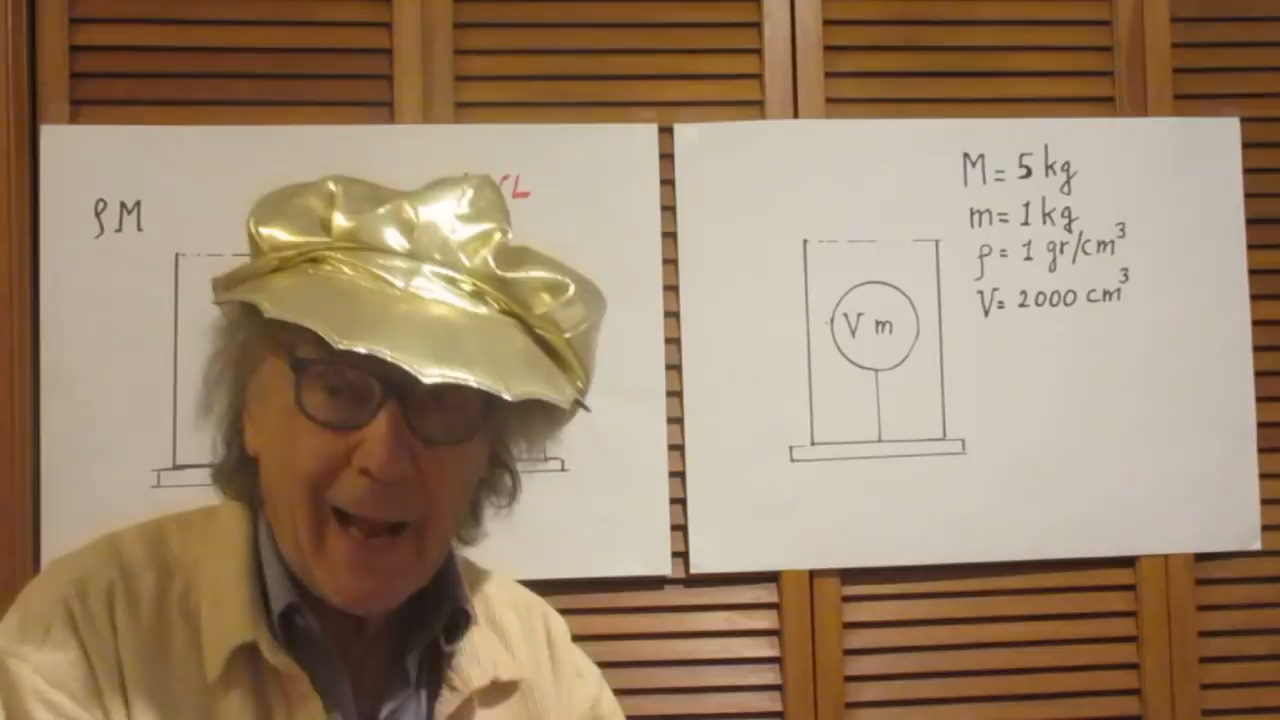 ρM
M = 5 kg
m = 1 kg
ρ = 1 gr/cm³
V = 2000 cm³
V m